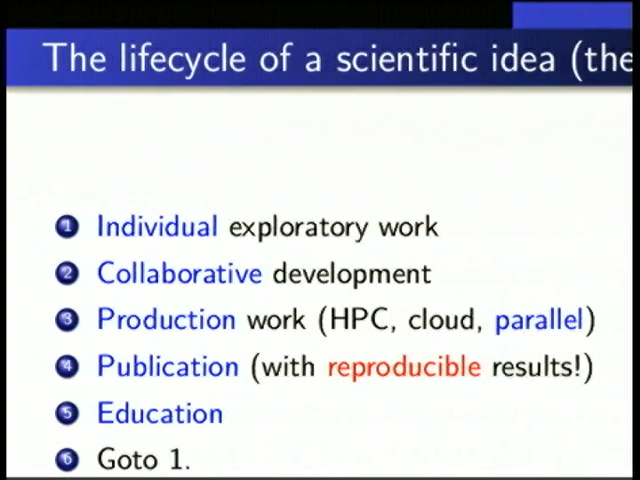 The lifecycle of a scientific idea (the
1 Individual exploratory work
2 Collaborative development
3 Production work (HPC, cloud, parallel)
4 Publication (with reproducible results!)
5 Education
6 Goto 1.